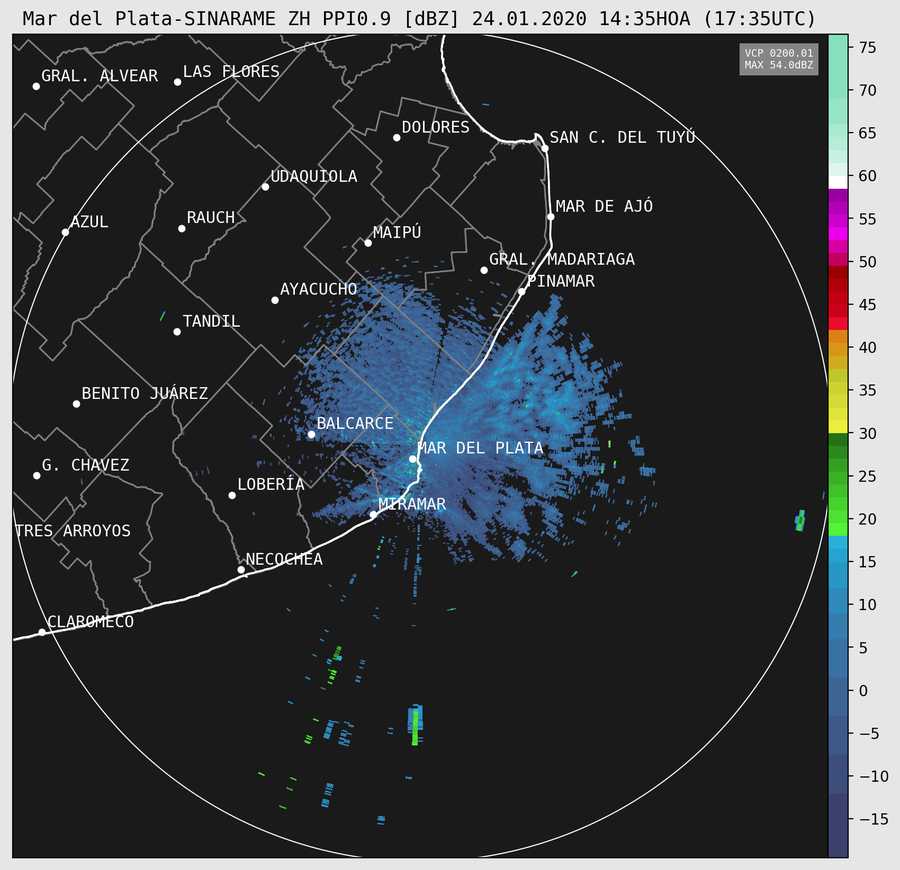 Mar del Plata-SINARAME ZH PPI0.9 [dBZ] 24.01.2020 14:35HOA (17:35UTC)
VCP 0200.01
MAX 54.0dBZ
GRAL. ALVEAR
LAS FLORES
DOLORES
SAN C. DEL TUYÚ
UDAQUIOLA
AZUL
RAUCH
MAIPÚ
MAR DE AJÓ
GRAL. MADARIAGA
PINAMAR
AYACUCHO
TANDIL
BENITO JUÁREZ
BALCARCE
MAR DEL PLATA
G. CHAVEZ
LOBERÍA
MIRAMAR
TRES ARROYOS
NECOCHEA
CLAROMECO
75
70
65
60
55
50
45
40
35
30
25
20
15
10
5
0
−5
−10
−15